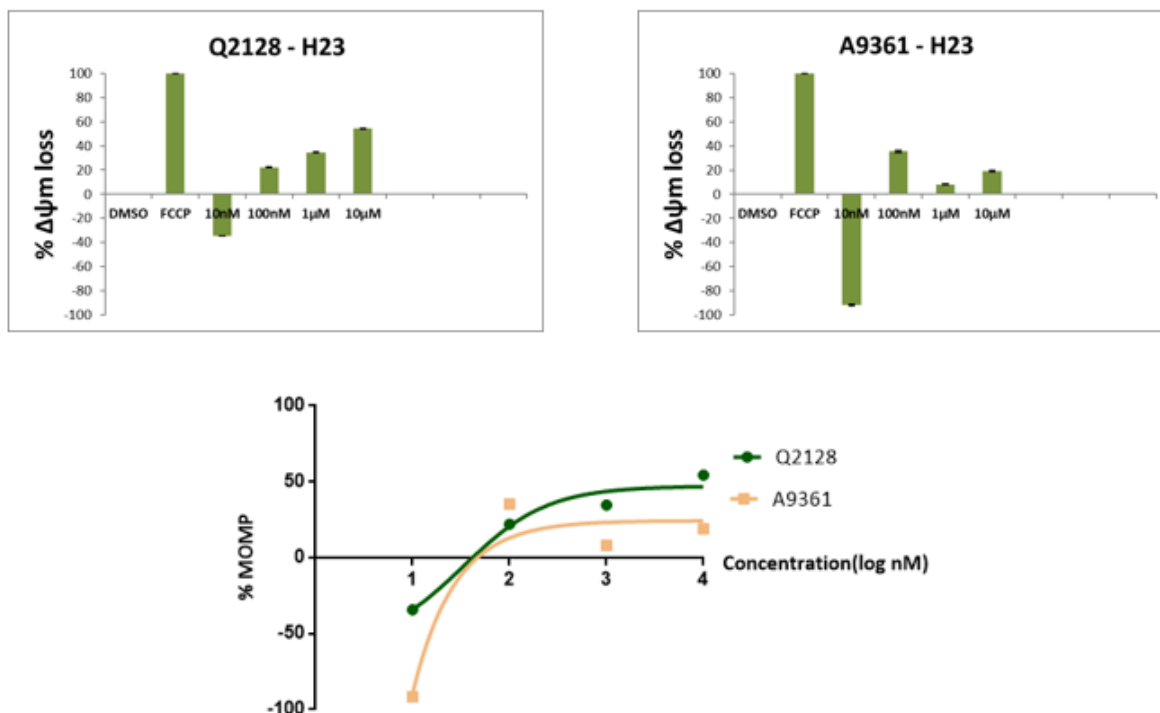 Q2128 - H23
% Δψm loss
100
80
60
40
20
0
-20
-40
-60
-80
-100
DMSO FCCP 10nM 100nM 1µM 10µM
A9361 - H23
% Δψm loss
100
80
60
40
20
0
-20
-40
-60
-80
-100
DMSO FCCP 10nM 100nM 1µM 10µM
% MOMP
100
50
0
-50
-100
1 2 3 4
Concentration(log nM)
Q2128
A9361